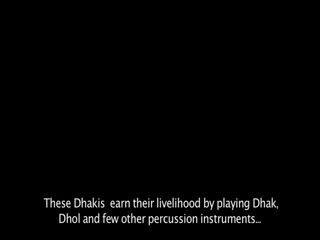 These Dhakis  earn their livelihood by playing Dhak,
Dhol and few other percussion instruments...